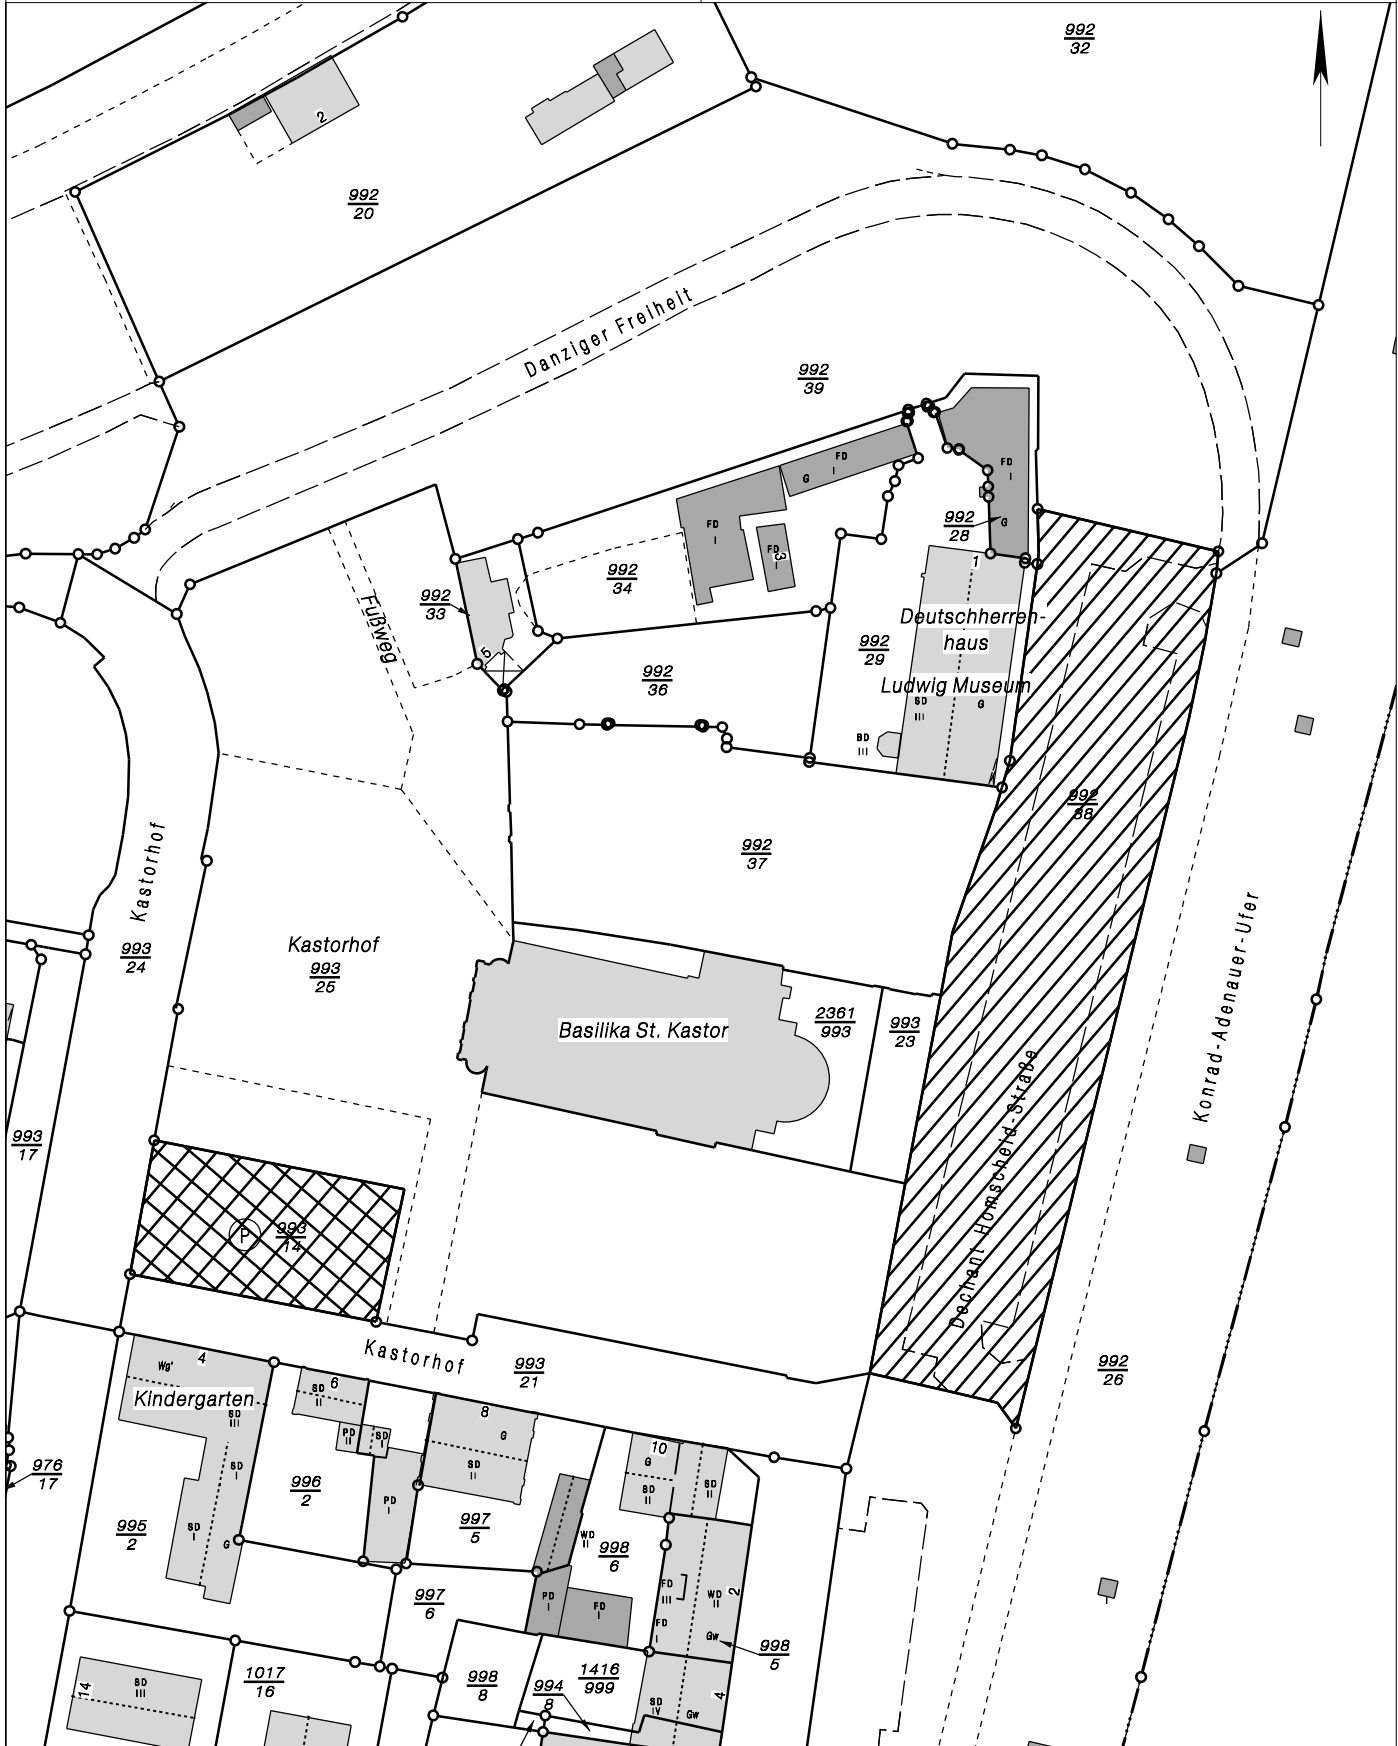 992
32
2
992
20
Danziger Freiheit
992
39
FD
I
G
FD
I
FD
I
FD
I
3
992
28
G
1
992
34
992
33
Fußweg
5
Deutschherren-
haus
992
29
992
36
Ludwig Museum
SD
III
G
BD
III
992
38
992
37
Kastorhof
993
24
Kastorhof
993
25
Konrad-Adenauer-Ufer
Basilika St. Kastor
2361
993
993
23
Dechant Homscheid-Straße
993
17
P
993
14
Kastorhof
993
21
992
26
4
Wg'
Kindergarten
SD
III
SD
I
SD
I
G
6
SD
II
PD
II
SD
I
8
G
SD
II
PD
I
10
G
SD
II
SD
II
976
17
996
2
995
2
997
5
WD
II
998
6
997
6
PD
I
FD
I
FD
III
FD
I
WD
II
2
Gw
998
5
14
SD
III
1017
16
998
8
1416
999
994
8
SD
IV
Gw
4